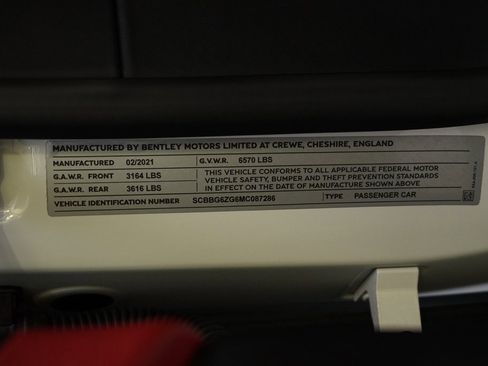 MANUFACTURED BY BENTLEY MOTORS LIMITED AT CREWE, CHESHIRE, ENGLAND
MANUFACTURED 02/2021 G.V.W.R. 6570 LBS
G.A.W.R. FRONT 3164 LBS
G.A.W.R. REAR 3616 LBS
THIS VEHICLE CONFORMS TO ALL APPLICABLE FEDERAL MOTOR
VEHICLE SAFETY, BUMPER AND THEFT PREVENTION STANDARDS
IN EFFECT ON THE DATE OF MANUFACTURE SHOWN ABOVE
VEHICLE IDENTIFICATION NUMBER SCBBG6ZG6MC087286 TYPE PASSENGER CAR